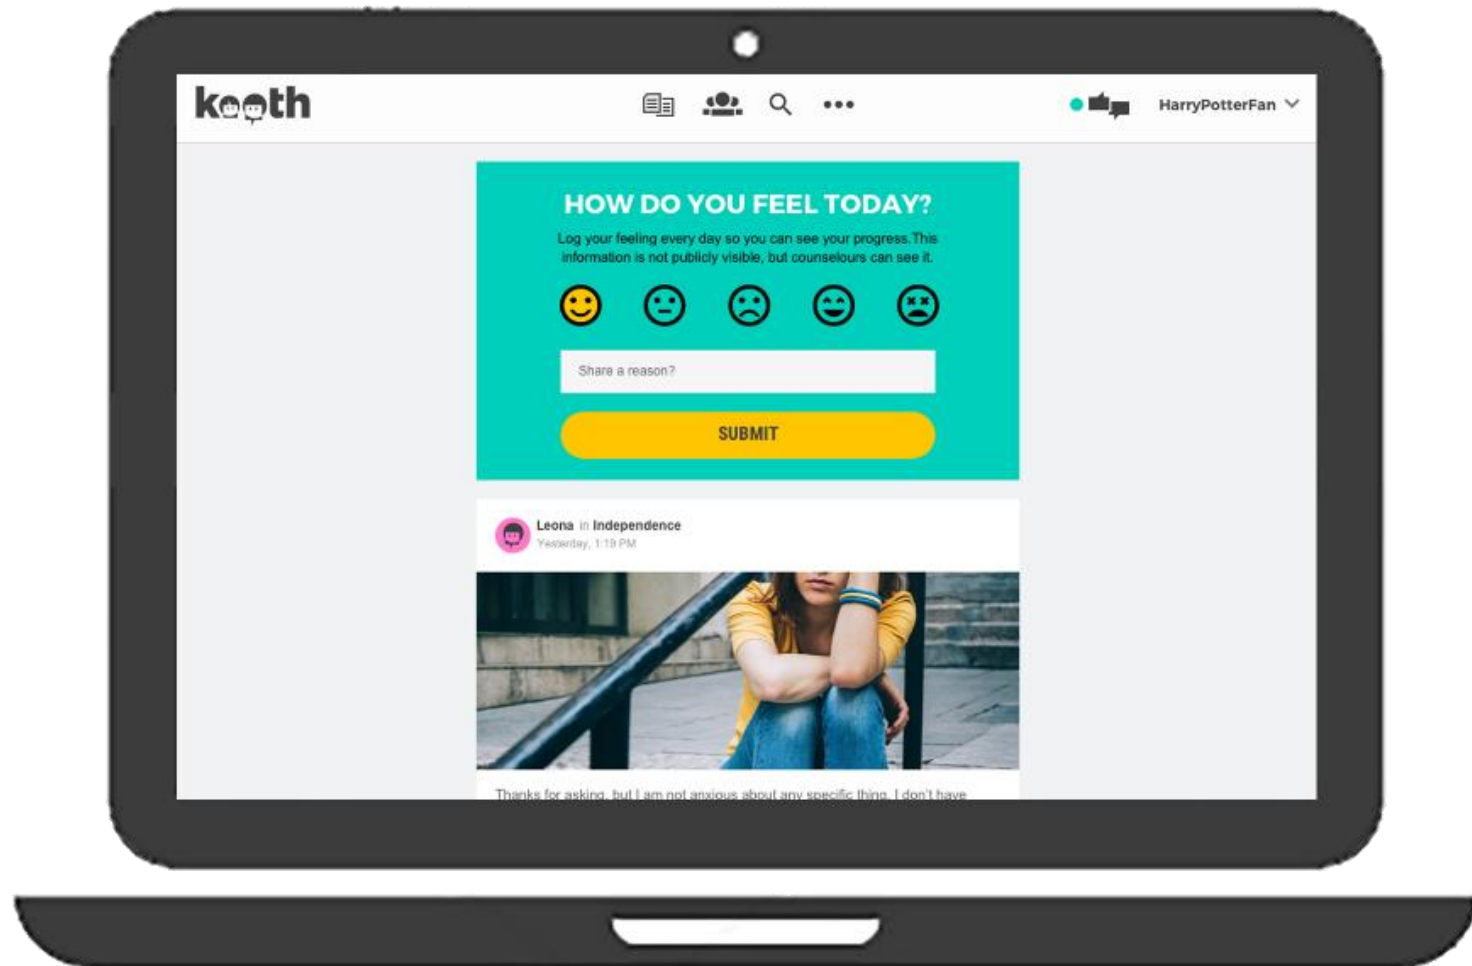 kooth
HarryPotterFan
HOW DO YOU FEEL TODAY?
Log your feeling every day so you can see your progress.This
information is not publicly visible, but counselours can see it.
Share a reason?
SUBMIT
Leona in Independence
Yesterday, 1:19 PM
Thanks for asking, but I am not anxious about any specific thing. I don't have